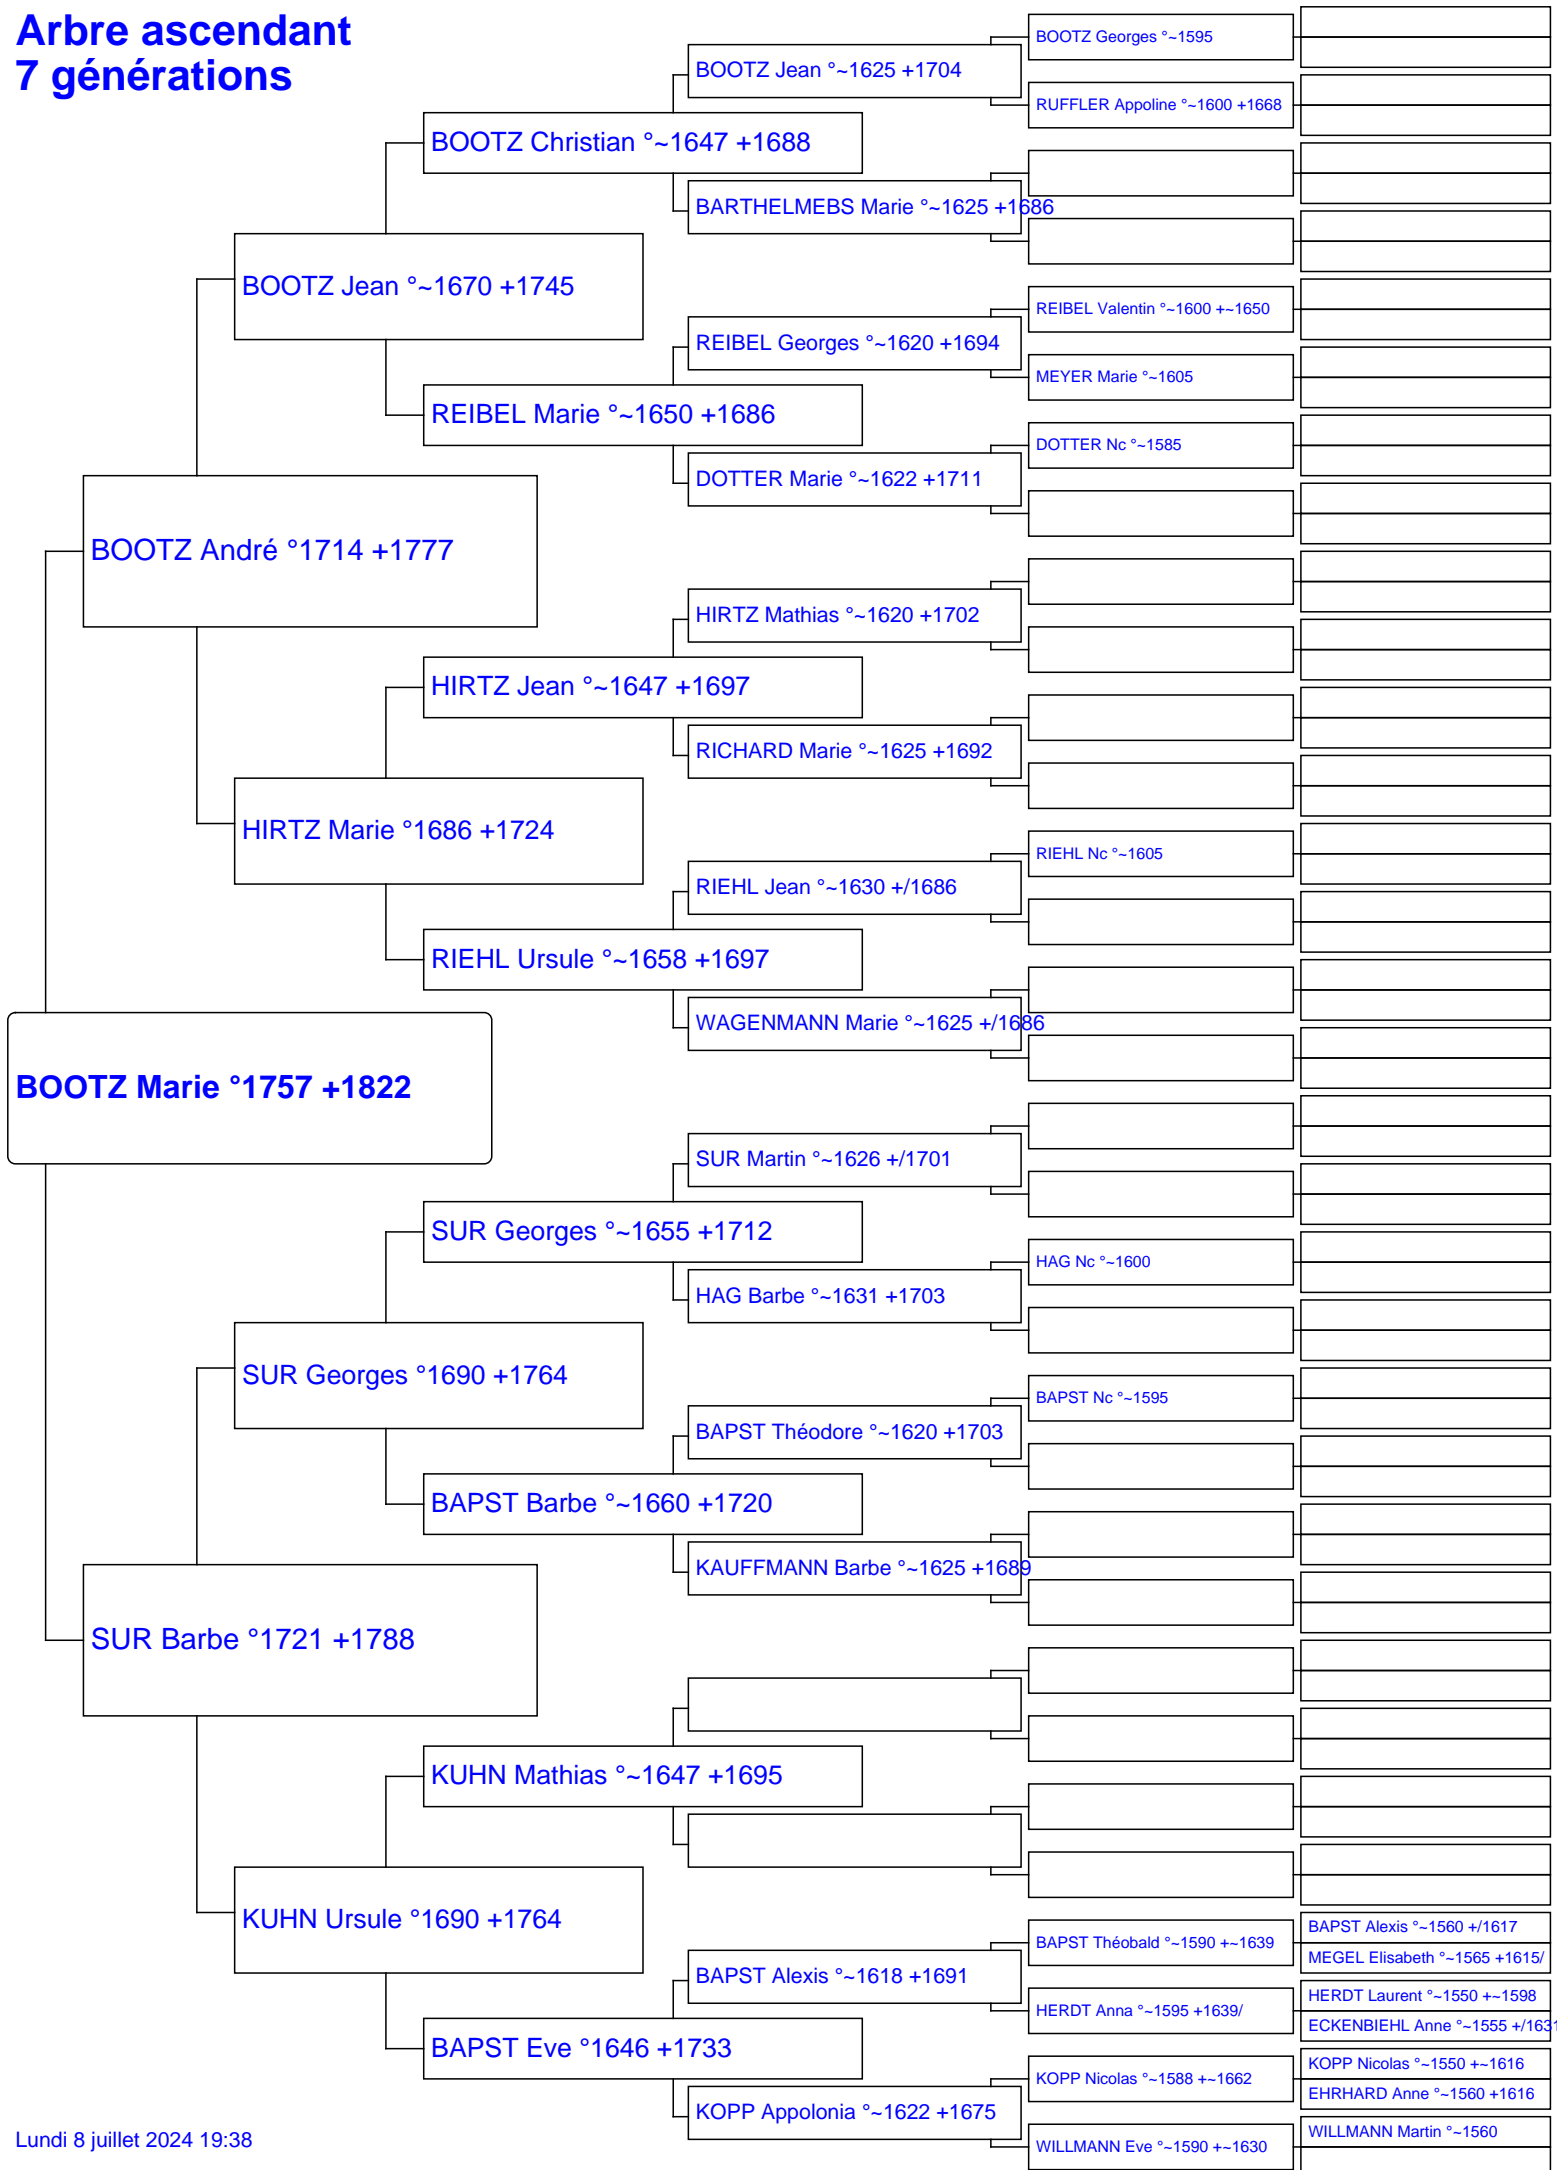 Arbre ascendant
7 générations
BOOTZ Georges °~1595
BOOTZ Jean °~1625 +1704
RUFFLER Appoline °~1600 +1668
BOOTZ Christian °~1647 +1688
BARTHELMEBS Marie °~1625 +1686
BOOTZ Jean °~1670 +1745
REIBEL Valentin °~1600 +~1650
REIBEL Georges °~1620 +1694
MEYER Marie °~1605
REIBEL Marie °~1650 +1686
DOTTER Nc °~1585
DOTTER Marie °~1622 +1711
BOOTZ André °1714 +1777
HIRTZ Mathias °~1620 +1702
HIRTZ Jean °~1647 +1697
RICHARD Marie °~1625 +1692
HIRTZ Marie °1686 +1724
RIEHL Nc °~1605
RIEHL Jean °~1630 +/1686
RIEHL Ursule °~1658 +1697
WAGENMANN Marie °~1625 +/1686
BOOTZ Marie °1757 +1822
SUR Martin °~1626 +/1701
SUR Georges °~1655 +1712
HAG Nc °~1600
HAG Barbe °~1631 +1703
SUR Georges °1690 +1764
BAPST Nc °~1595
BAPST Théodore °~1620 +1703
BAPST Barbe °~1660 +1720
KAUFFMANN Barbe °~1625 +1689
SUR Barbe °1721 +1788
KUHN Mathias °~1647 +1695
KUHN Ursule °1690 +1764
BAPST Alexis °~1560 +/1617
BAPST Théobald °~1590 +~1639
MEGEL Elisabeth °~1565 +1615/
BAPST Alexis °~1618 +1691
HERDT Laurent °~1550 +~1598
HERDT Anna °~1595 +1639/
ECKENBIEHL Anne °~1555 +/1631
BAPST Eve °1646 +1733
KOPP Nicolas °~1550 +~1616
KOPP Nicolas °~1588 +~1662
EHRHARD Anne °~1560 +1616
KOPP Appolonia °~1622 +1675
WILLMANN Martin °~1560
WILLMANN Eve °~1590 +~1630
Lundi 8 juillet 2024 19:38